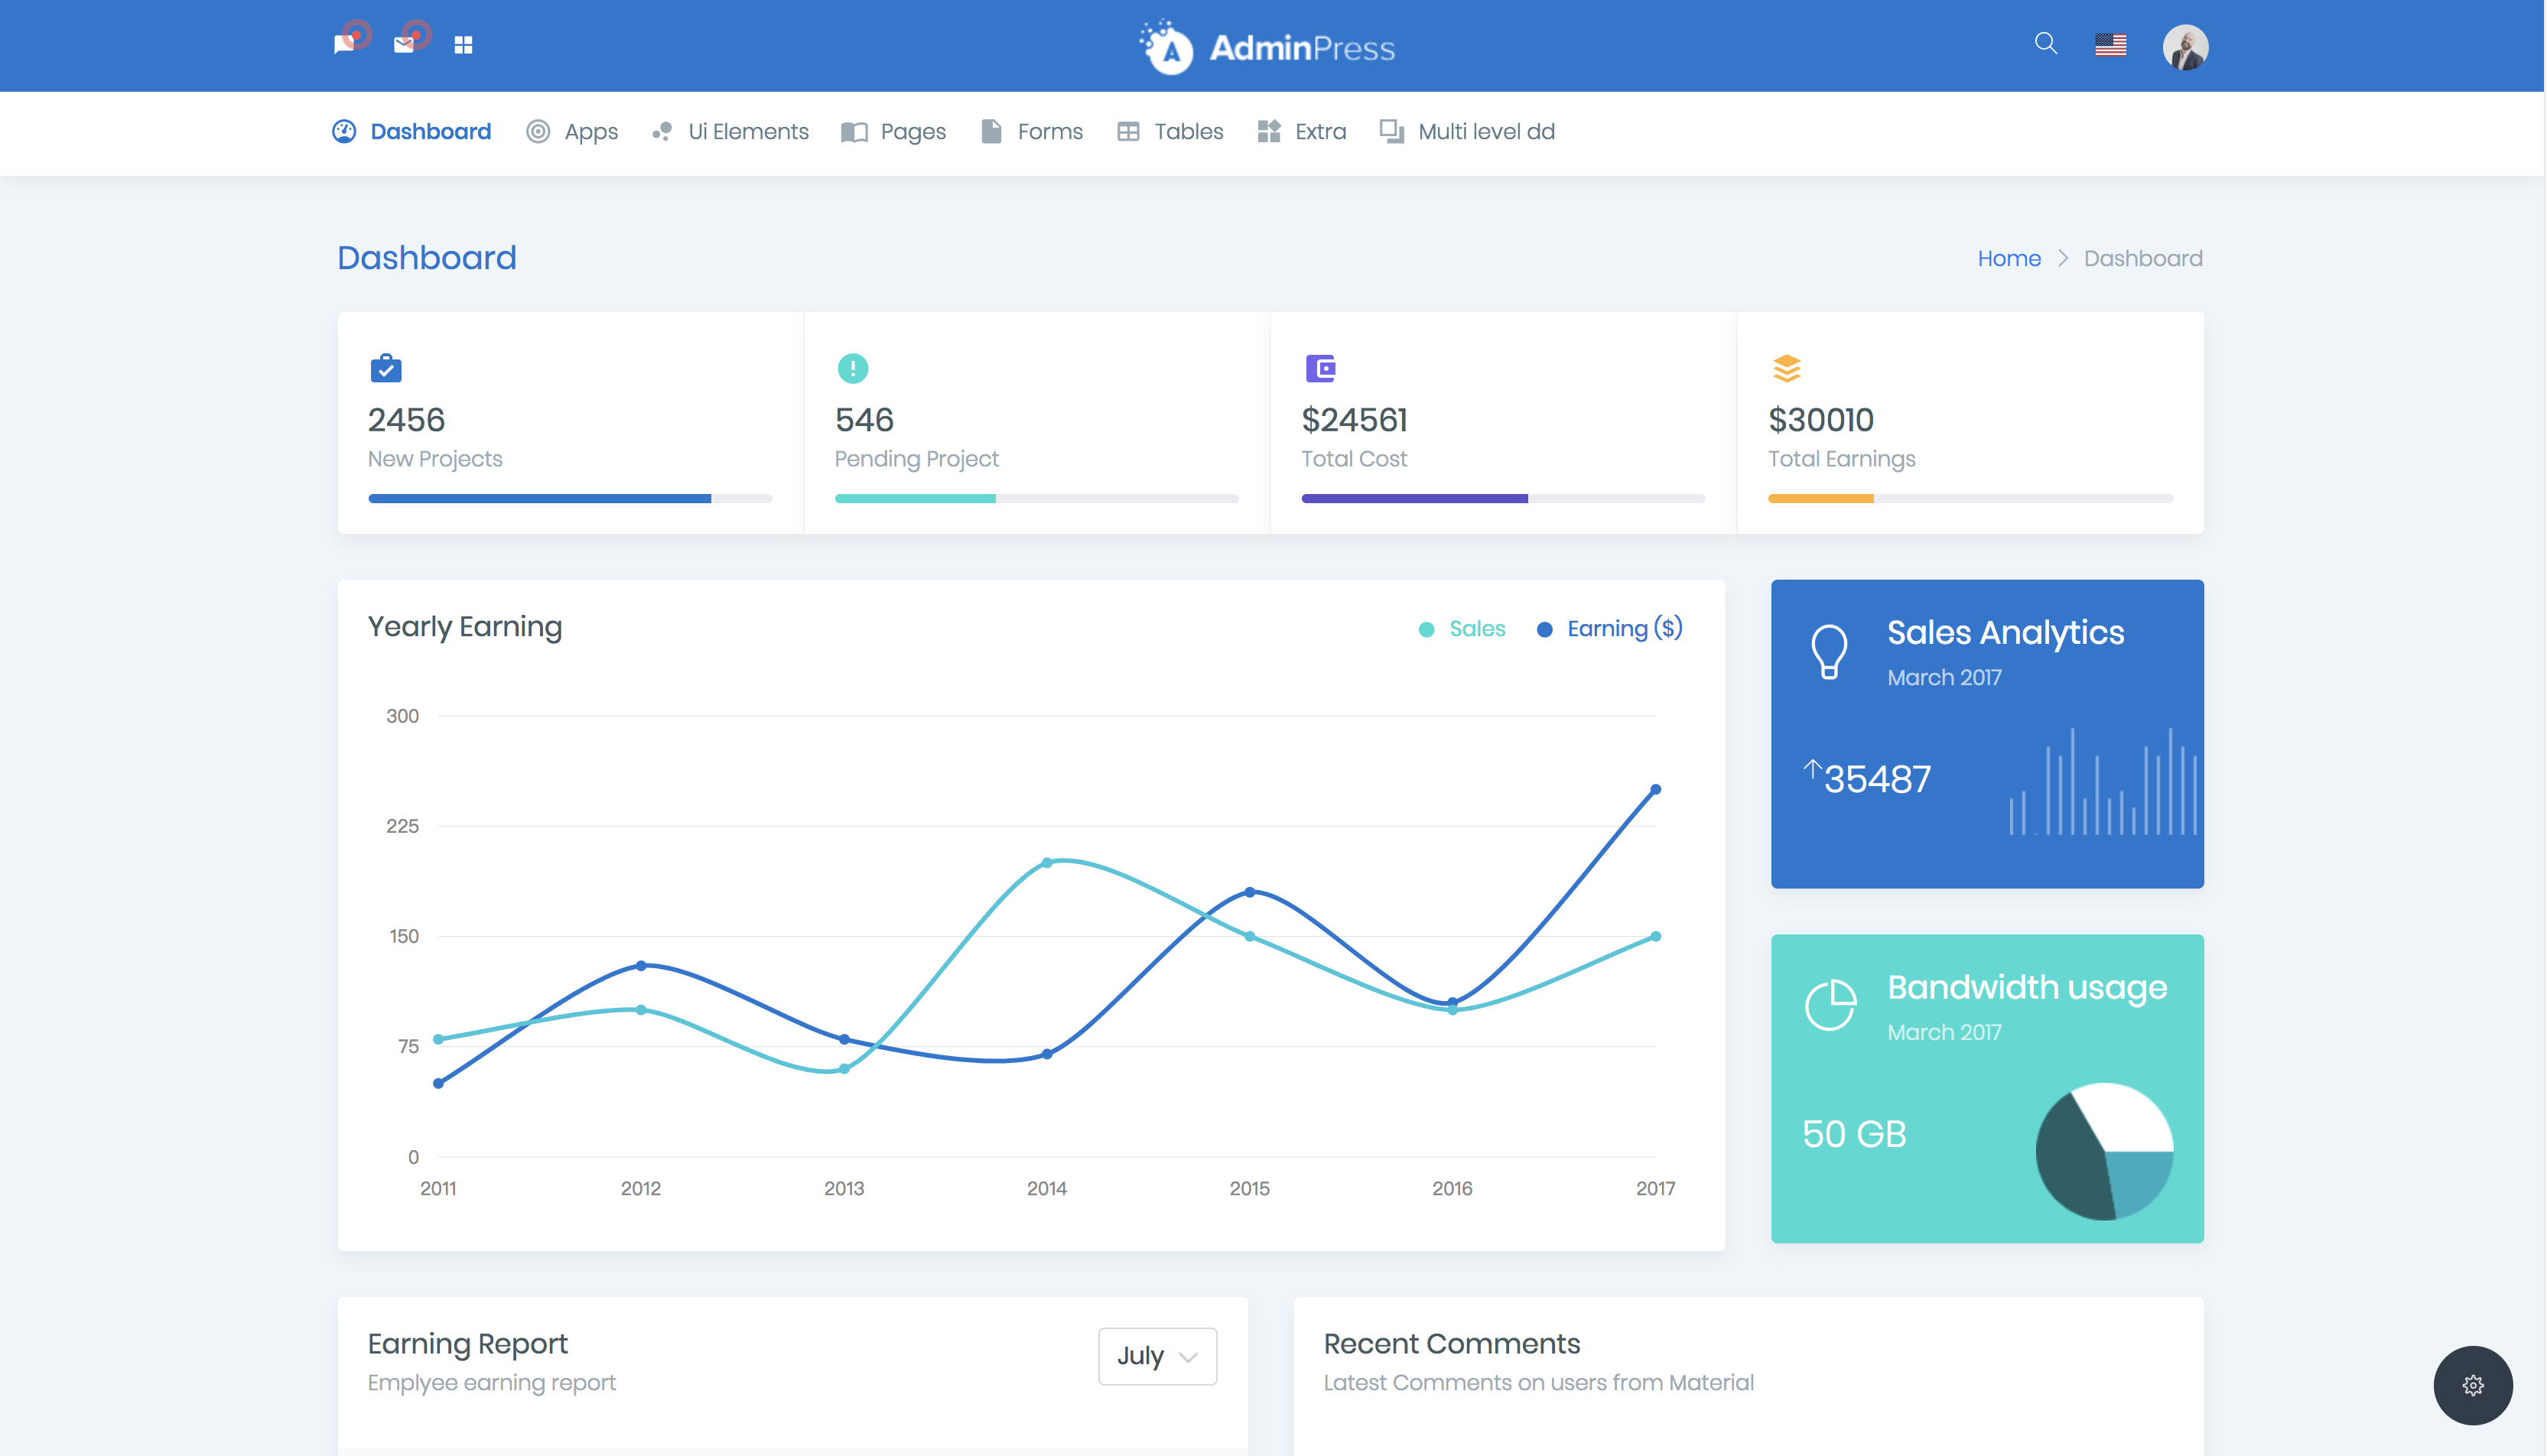 AdminPress
Dashboard Apps Ui Elements Pages Forms Tables Extra Multi level dd
Dashboard
Home Dashboard
2456
New Projects
546
Pending Project
$24561
Total Cost
$30010
Total Earnings
Yearly Earning
Sales Earning ($)
300
225
150
75
0
2011 2012 2013 2014 2015 2016 2017
Sales Analytics
March 2017
35487
Bandwidth usage
March 2017
50 GB
Earning Report
Emplyee earning report
July
Recent Comments
Latest Comments on users from Material